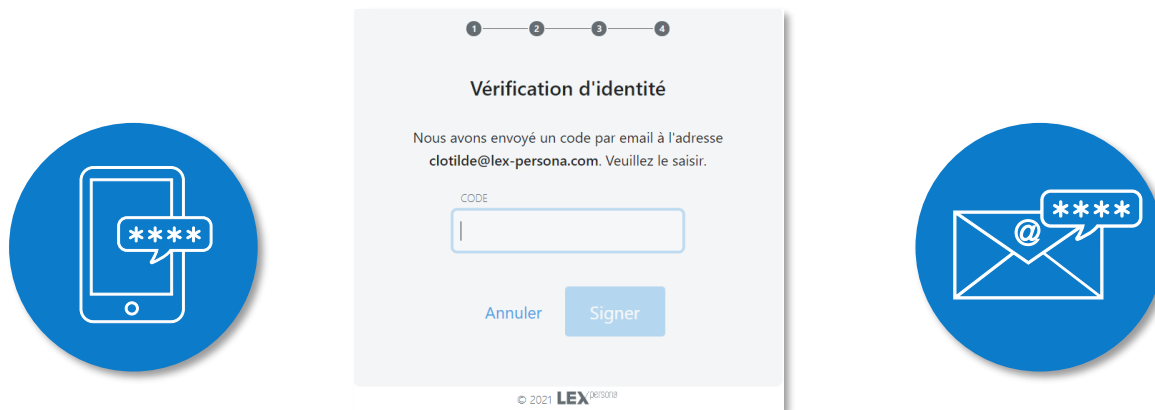 1 2 3 4
Vérification d'identité
Nous avons envoyé un code par email à l'adresse
clotilde@lex-persona.com. Veuillez le saisir.
CODE
****
@ ****
Annuler Signer
© 2021 LEX persona